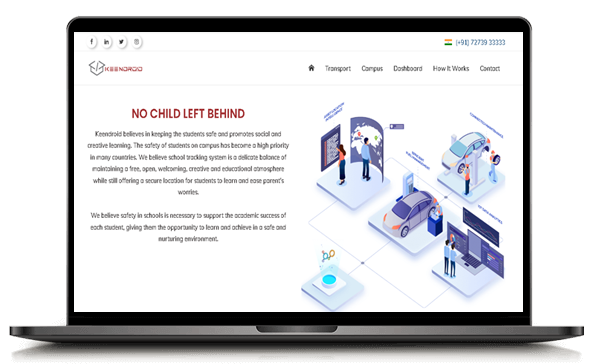 (+91) 72739 33333
KEENDROID
Transport Campus Dashboard How It Works Contact
NO CHILD LEFT BEHIND
Keendroid believes in keeping the students safe and promotes social and
creative learning. The safety of students on campus has become a high priority
in many countries. We believe school tracking system is a delicate balance of
maintaining a free, open, welcoming, creative and educational atmosphere
while still offering a secure location for students to learn and ease parent's
worries.
We believe safety in schools is necessary to support the academic success of
each student, giving them the opportunity to learn and achieve in a safe and
nurturing environment.